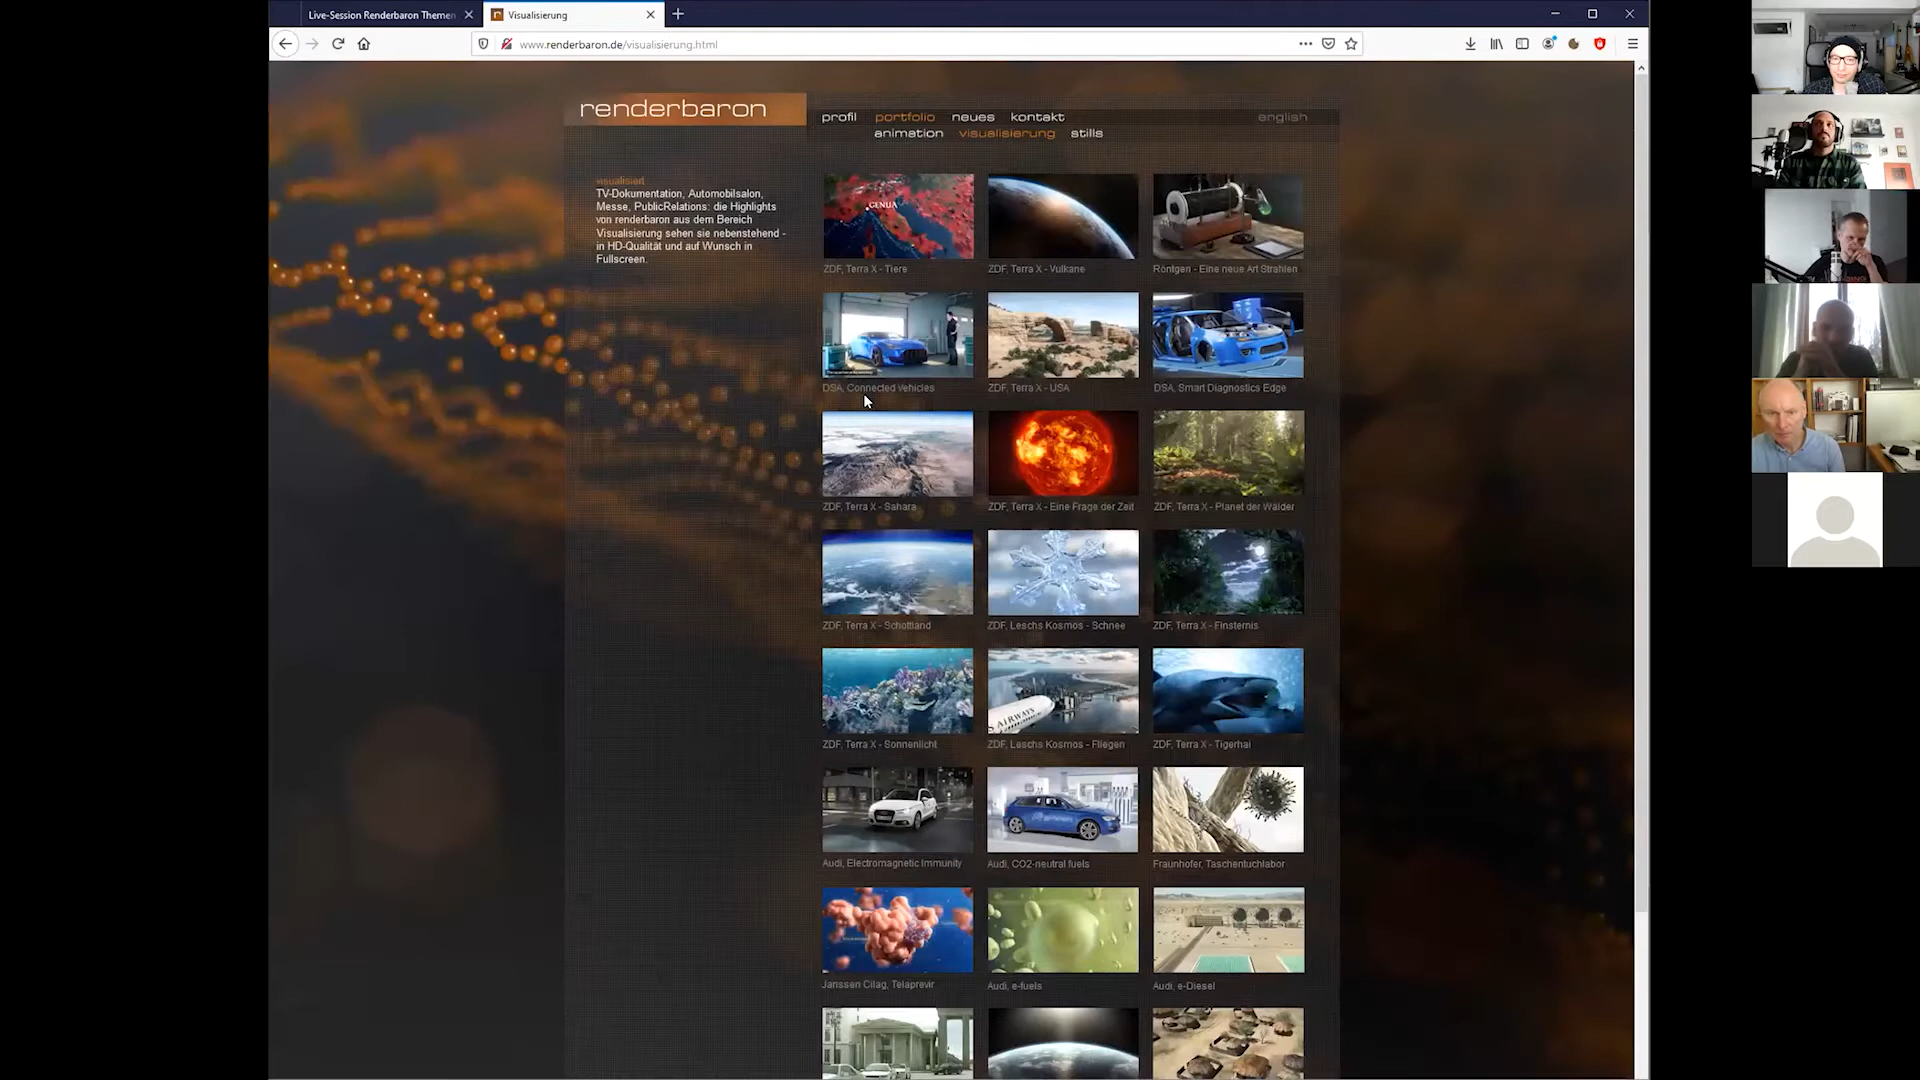 Live-Session Renderbaron Themen
Visualisierung
www.renderbaron.de/visualisierung.html
renderbaron
profil portfolio neues kontakt english
animation visualisierung stills
visualisiert
TV-Dokumentation, Automobilsalon,
Messe, PublicRelations: die Highlights
von renderbaron aus dem Bereich
Visualisierung sehen sie nebenstehend -
in HD-Qualität und auf Wunsch in
Fullscreen.
GENUA
ZDF, Terra X - Tiere
ZDF, Terra X - Vulkane
Röntgen - Eine neue Art Strahlen
DSA, Connected Vehicles
ZDF, Terra X - USA
DSA, Smart Diagnostics Edge
ZDF, Terra X - Sahara
ZDF, Terra X - Eine Frage der Zeit
ZDF, Terra X - Planet der Wälder
ZDF, Terra X - Schottland
ZDF, Leschs Kosmos - Schnee
ZDF, Terra X - Finsternis
AIRWAYS
ZDF, Terra X - Sonnenlicht
ZDF, Leschs Kosmos - Fliegen
ZDF, Terra X - Tigerhai
Audi, Electromagnetic Immunity
Audi, CO2-neutral fuels
Fraunhofer, Taschentuchlabor
Janssen Cilag, Telaprevir
Audi, e-fuels
Audi, e-Diesel